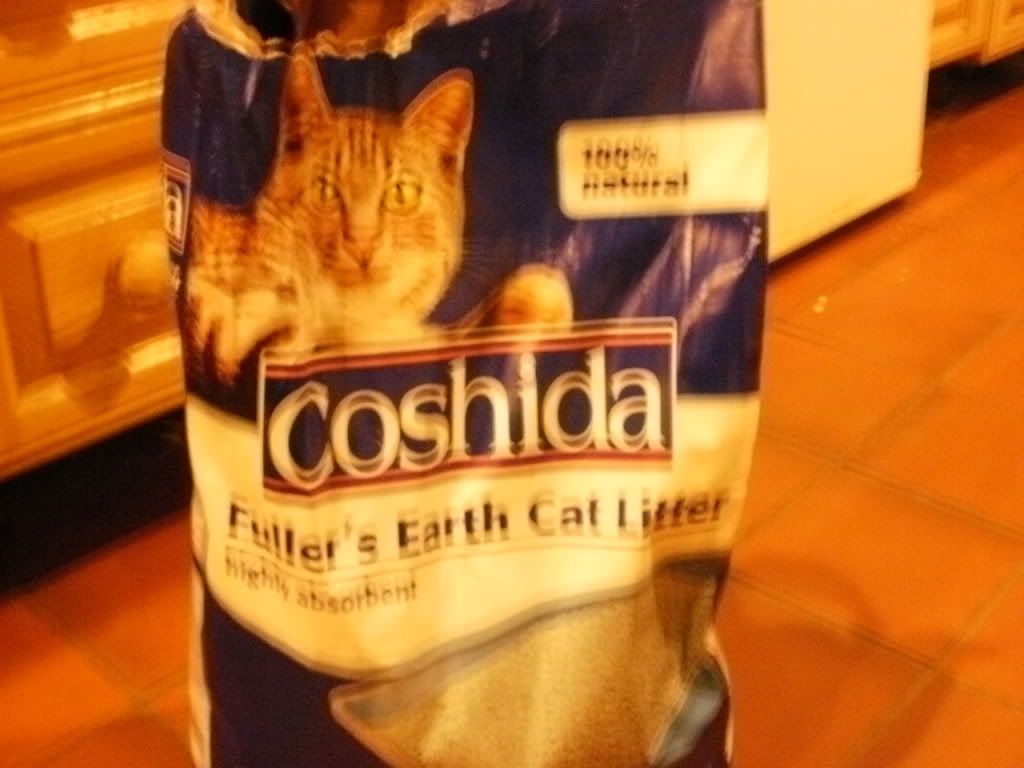 100%
natural
a
Coshida
Fuller's Earth Cat Litter
highly absorbent